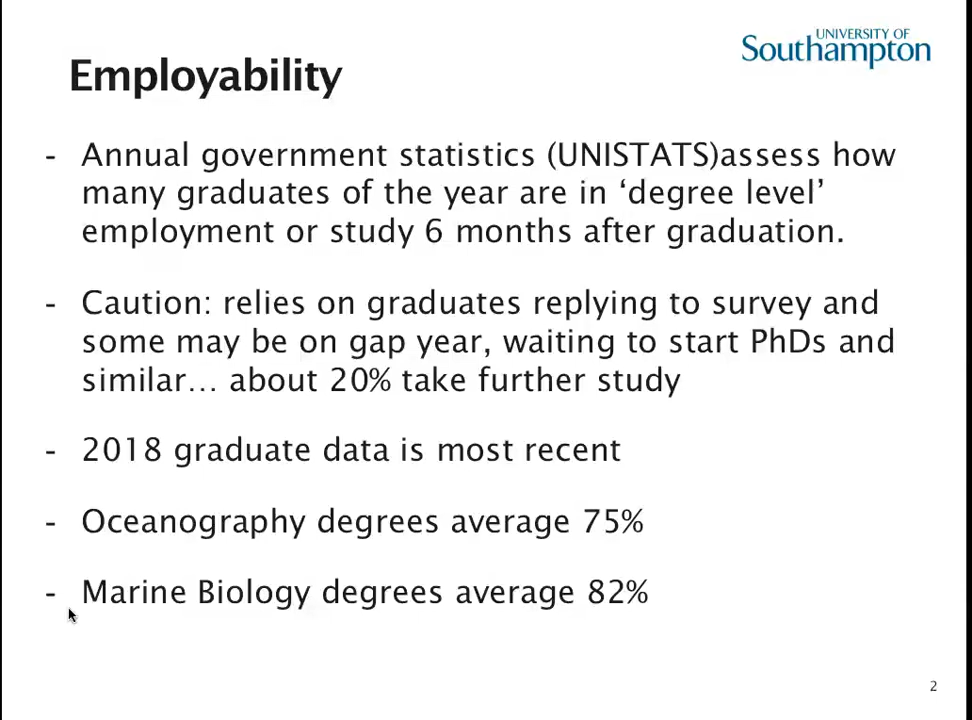 UNIVERSITY OF
Southampton
Employability
- Annual government statistics (UNISTATS)assess how
many graduates of the year are in ‘degree level’
employment or study 6 months after graduation.
- Caution: relies on graduates replying to survey and
some may be on gap year, waiting to start PhDs and
similar… about 20% take further study
- 2018 graduate data is most recent
- Oceanography degrees average 75%
- Marine Biology degrees average 82%
2